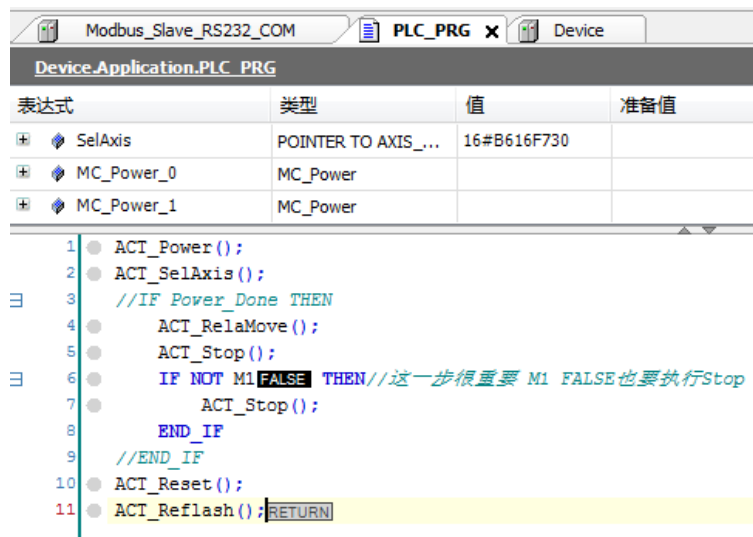 Modbus_Slave_RS232_COM PLC_PRG Device
Device.Application.PLC_PRG
表达式 类型 值 准备值
SelAxis POINTER TO AXIS_... 16#B616F730
MC_Power_0 MC_Power
MC_Power_1 MC_Power
1 ACT_Power();
2 ACT_SelAxis();
3 //IF Power_Done THEN
4 ACT_RelaMove();
5 ACT_Stop();
6 IF NOT M1 FALSE THEN//这一步很重要 M1 FALSE也要执行Stop
7 ACT_Stop();
8 END_IF
9 //END_IF
10 ACT_Reset();
11 ACT_Reflash(); RETURN